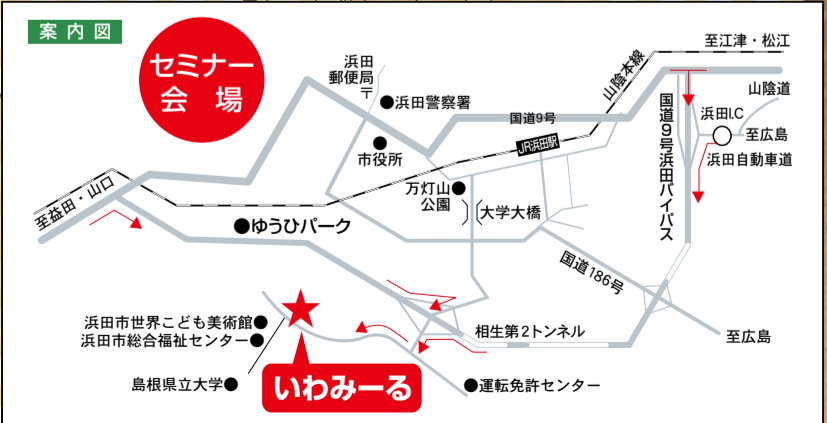 案内図
セミナー
会場
至江津・松江
浜田
郵便局
〒
●浜田警察署
山陰本線
国道9号
山陰道
浜田I.C
至広島
浜田自動車道
国道9号浜田バイパス
●
市役所
JR浜田駅
万灯山●
公園
大学大橋
至益田・山口
●ゆうひパーク
国道186号
浜田市世界こども美術館●
浜田市総合福祉センター●
相生第2トンネル
至広島
島根県立大学●
いわみーる
●運転免許センター